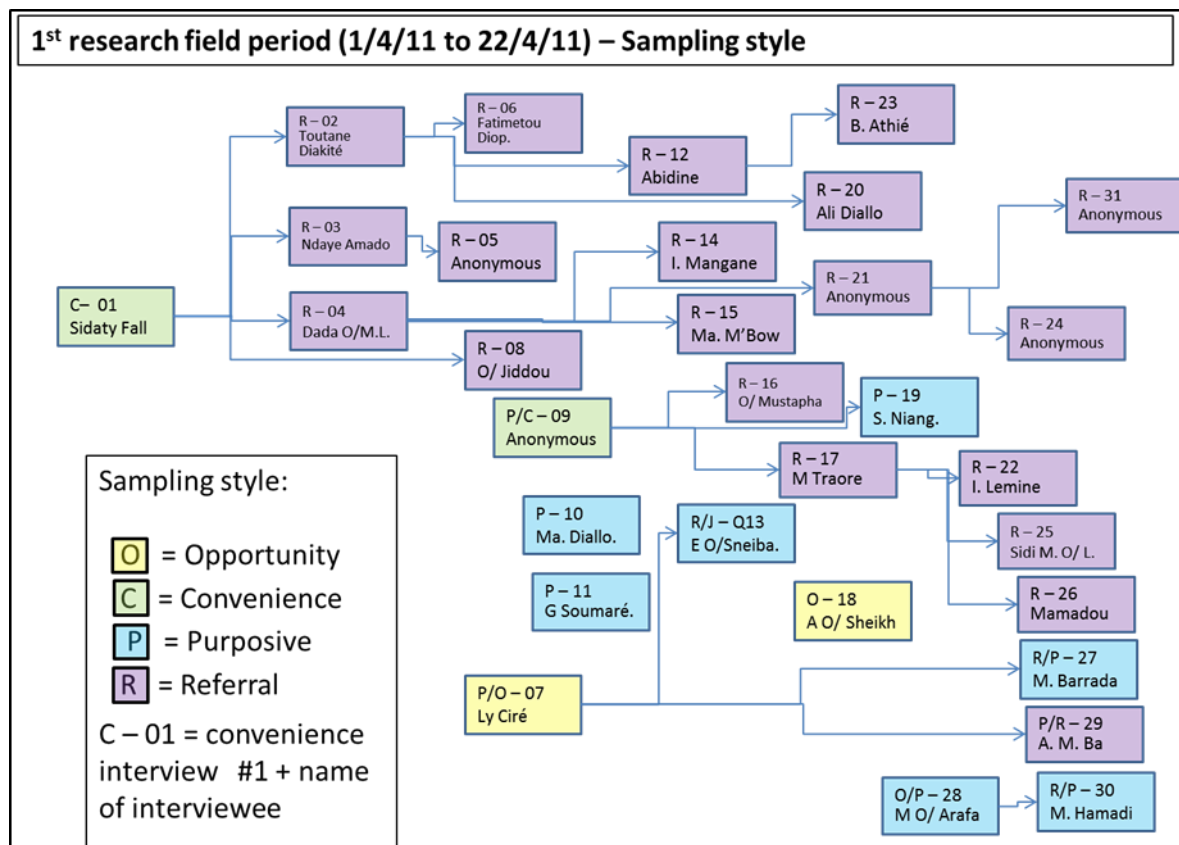 1st research field period (1/4/11 to 22/4/11) – Sampling style
R – 02
Toutane
Diakité
R – 06
Fatimetou
Diop.
R – 23
B. Athié
R – 12
Abidine
R – 20
Ali Diallo
R – 31
Anonymous
R – 03
Ndaye Amado
R – 05
Anonymous
R – 14
I. Mangane
R – 21
Anonymous
C– 01
Sidaty Fall
R – 04
Dada O/M.L.
R – 15
Ma. M’Bow
R – 24
Anonymous
R – 08
O/ Jiddou
R – 16
O/ Mustapha
P – 19
S. Niang.
P/C – 09
Anonymous
R – 17
M Traore
R – 22
I. Lemine
P – 10
Ma. Diallo.
R/J – Q13
E O/Sneiba.
R – 25
Sidi M. O/ L.
P – 11
G Soumaré.
O – 18
A O/ Sheikh
R – 26
Mamadou
P/O – 07
Ly Ciré
R/P – 27
M. Barrada
P/R – 29
A. M. Ba
O/P – 28
M O/ Arafa
R/P – 30
M. Hamadi
Sampling style:
O = Opportunity
C = Convenience
P = Purposive
R = Referral
C – 01 = convenience
interview #1 + name
of interviewee